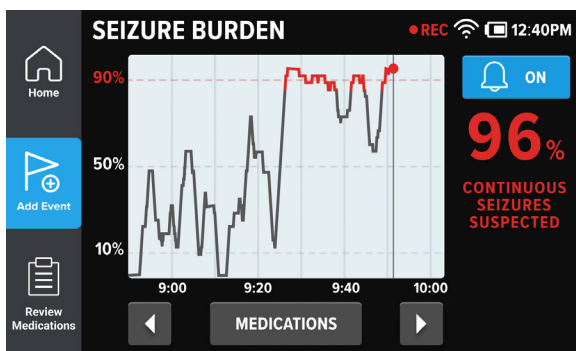 SEIZURE BURDEN
REC
12:40PM
Home
Add Event
Review
Medications
90%
50%
10%
9:00
9:20
9:40
10:00
MEDICATIONS
ON
96%
CONTINUOUS
SEIZURES
SUSPECTED